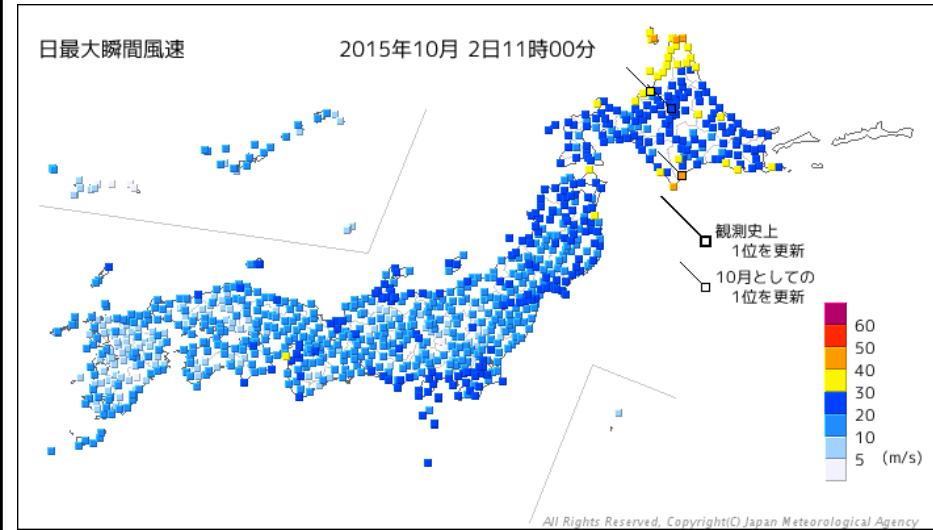 日最大瞬間風速
2015年10月 2日11時00分
観測史上
1位を更新
10月としての
1位を更新
60
50
40
30
20
10
5 (m/s)
All Rights Reserved, Copyright(C) Japan Meteorological Agency